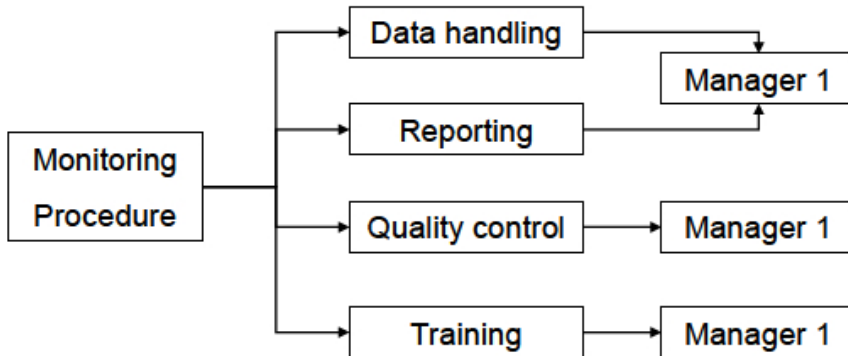 Data handling
Manager 1
Reporting
Monitoring
Procedure
Quality control
Manager 1
Training
Manager 1